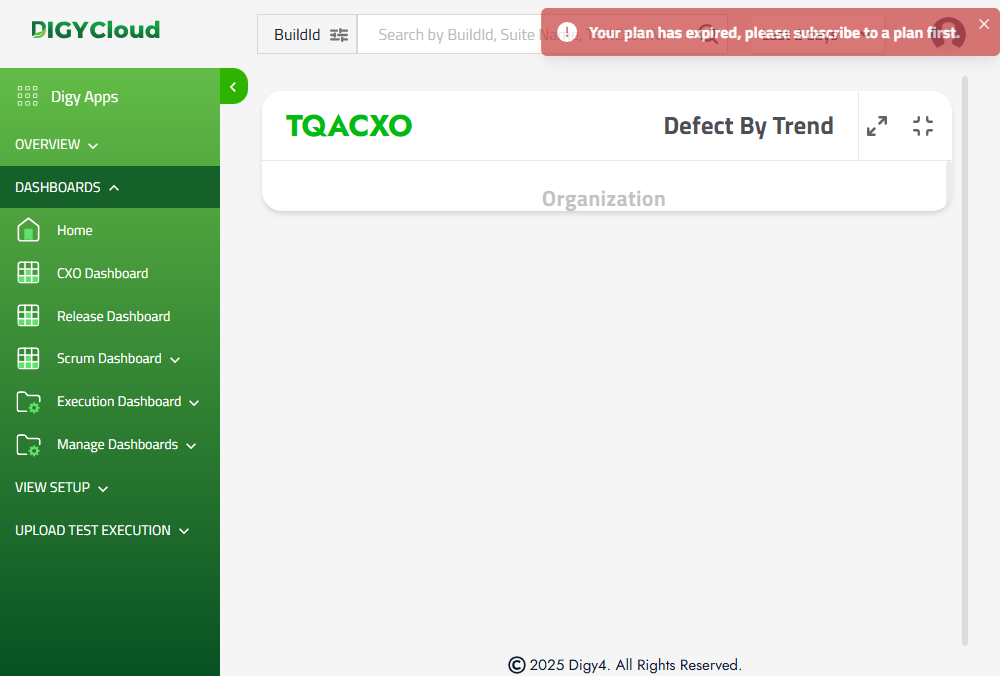 DIGYCloud
BuildId
Search by BuildId, Suite Na
Your plan has expired, please subscribe to a plan first.
Digy Apps
OVERVIEW
DASHBOARDS
Home
CXO Dashboard
Release Dashboard
Scrum Dashboard
Execution Dashboard
Manage Dashboards
VIEW SETUP
UPLOAD TEST EXECUTION
TQACXO
Defect By Trend
Organization
© 2025 Digy4. All Rights Reserved.